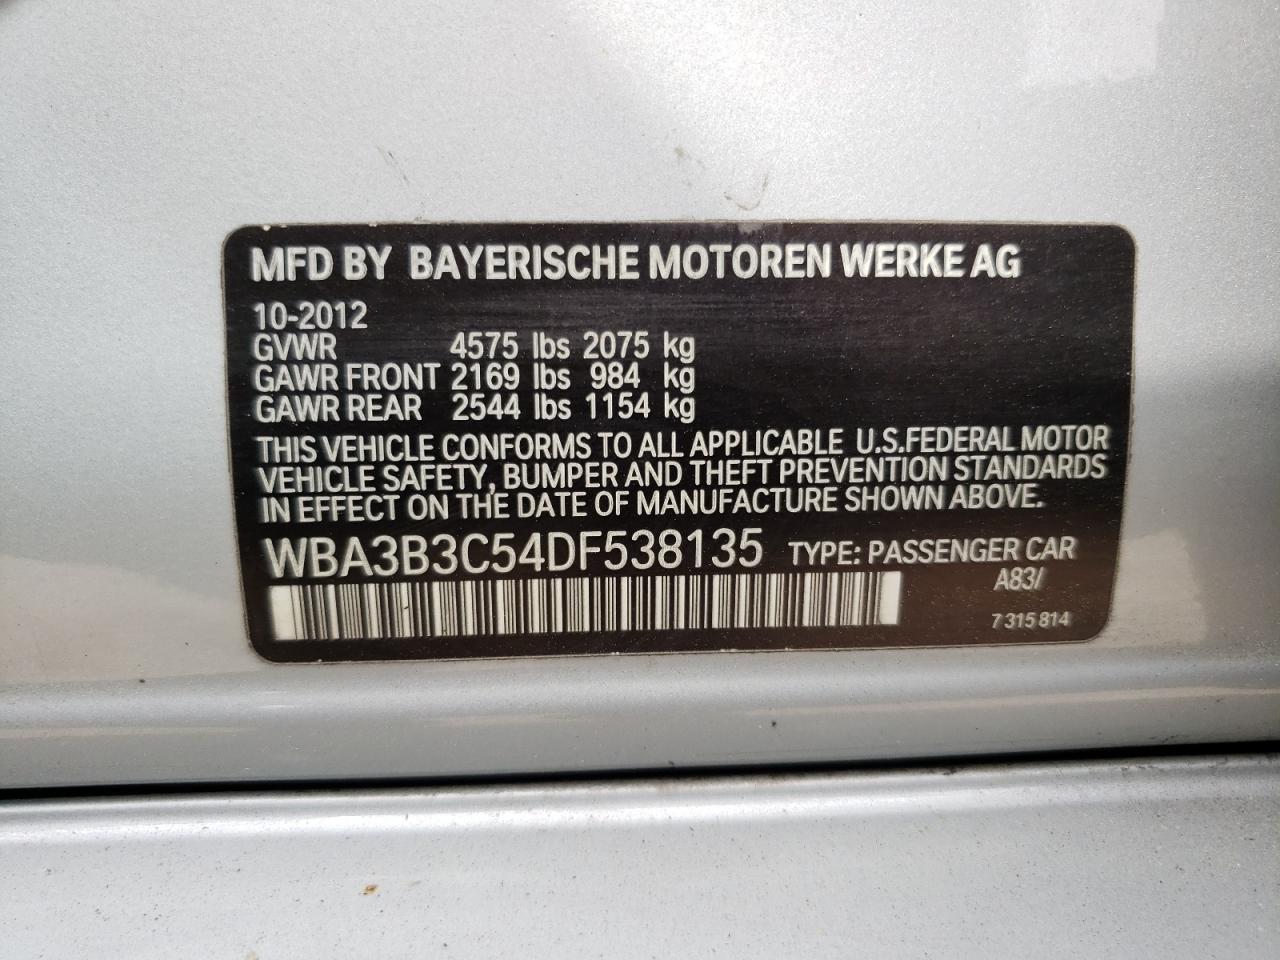 MFD BY BAYERISCHE MOTOREN WERKE AG
10-2012
GVWR 4575 lbs 2075 kg
GAWR FRONT 2169 lbs 984 kg
GAWR REAR 2544 lbs 1154 kg
THIS VEHICLE CONFORMS TO ALL APPLICABLE U.S.FEDERAL MOTOR
VEHICLE SAFETY, BUMPER AND THEFT PREVENTION STANDARDS
IN EFFECT ON THE DATE OF MANUFACTURE SHOWN ABOVE.
WBA3B3C54DF538135 TYPE: PASSENGER CAR
A83/
7 315 814